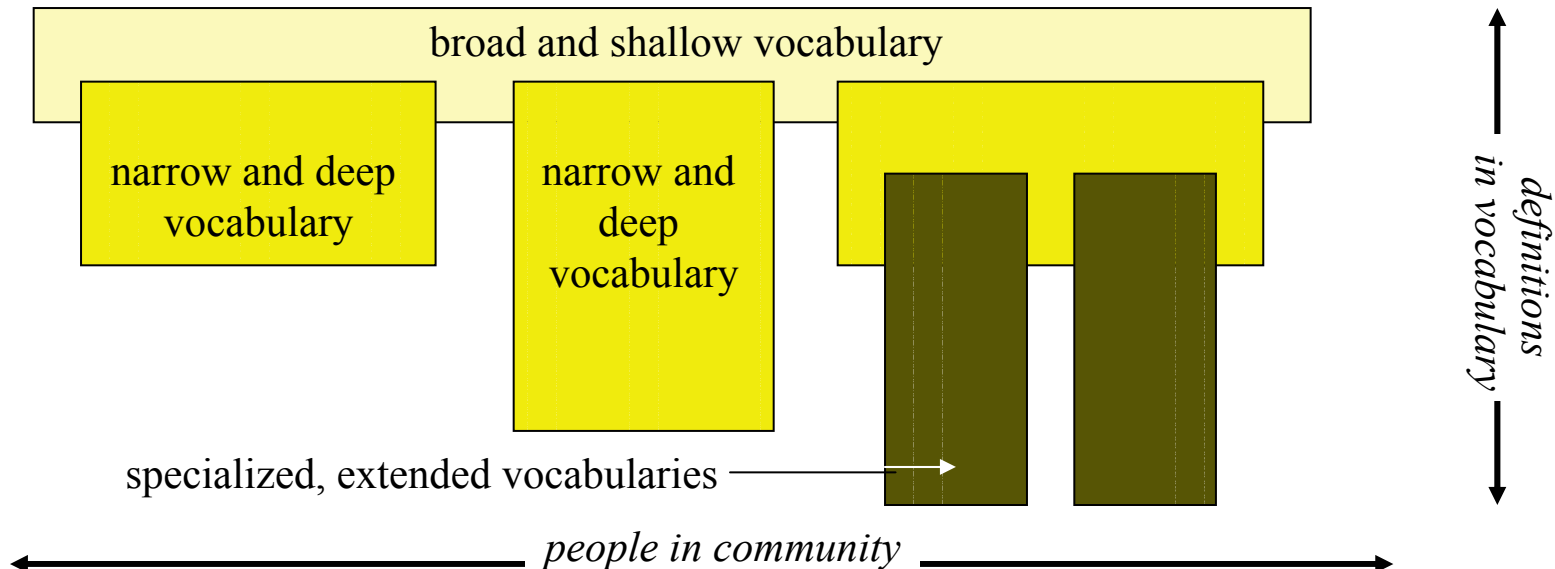 broad and shallow vocabulary
narrow and deep
vocabulary
narrow and
deep
vocabulary
specialized, extended vocabularies
people in community
definitions
in vocabulary